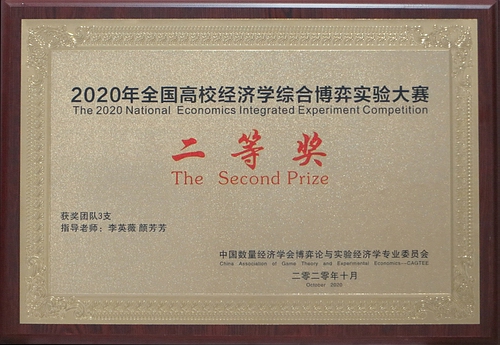 2020年全国高校经济学综合博弈实验大赛
The 2020 National Economics Integrated Experiment Competition
二等奖
The Second Prize
获奖团队3支
指导老师：李英薇 颜芳芳
中国数量经济学会博弈论与实验经济学专业委员会
China Association of Game Theory and Experimental Economics—CAGTEE
二零二零年十月
October 2020